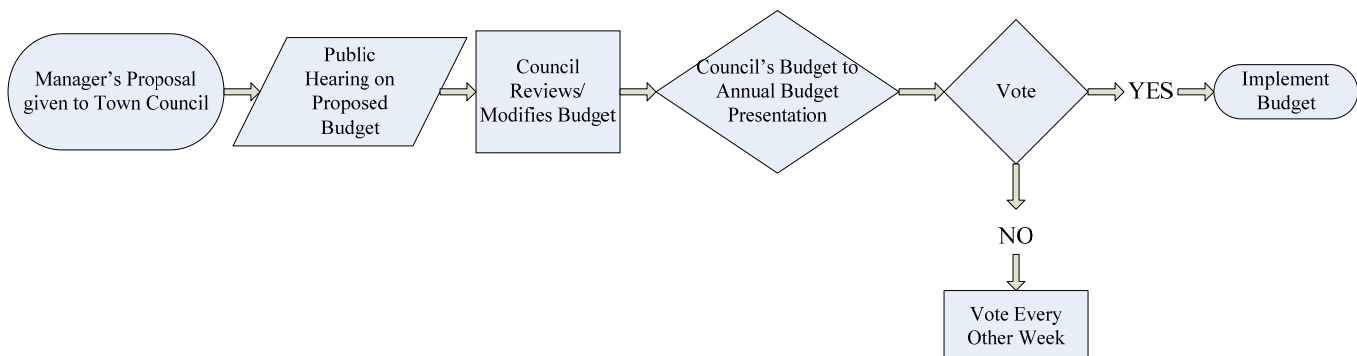 Manager’s Proposal
given to Town Council
Public
Hearing on
Proposed
Budget
Council
Reviews/
Modifies Budget
Council’s Budget to
Annual Budget
Presentation
Vote
YES
Implement
Budget
NO
Vote Every
Other Week